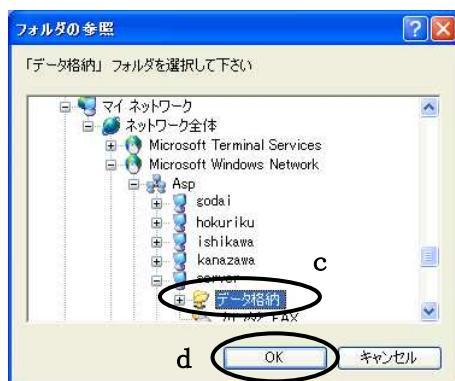 フォルダの参照
「データ格納」フォルダを選択して下さい
マイ ネットワーク
ネットワーク全体
Microsoft Terminal Services
Microsoft Windows Network
Asp
godai
hokuriku
ishikawa
kanazawa
c
server
データ格納
d
OK
キャンセル